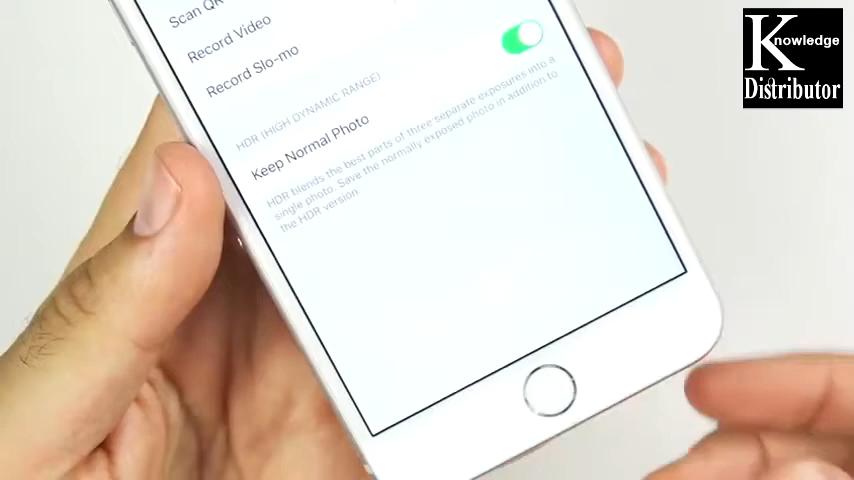 Scan QR
Record Video
Record Slo-mo
HDR (HIGH DYNAMIC RANGE)
Keep Normal Photo
HDR blends the best parts of three separate exposures into a
single photo. Save the normally exposed photo in addition to
the HDR version.
Knowledge
Distributor